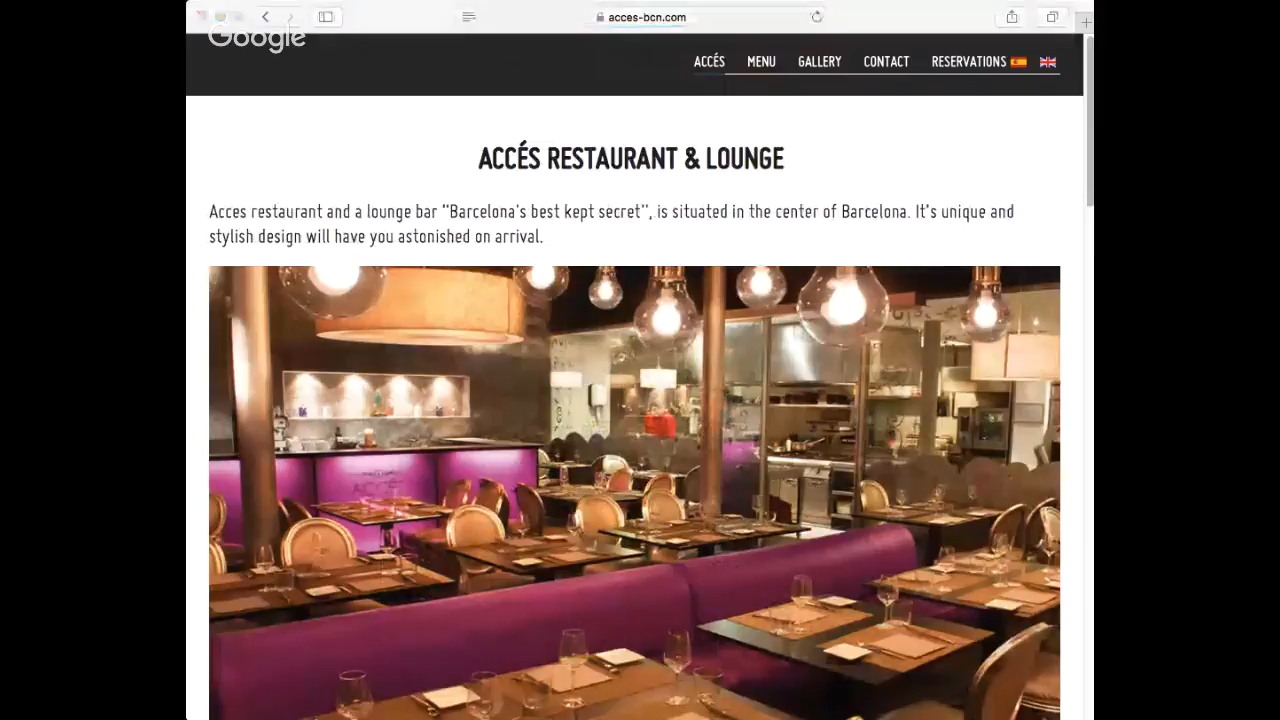 acces-bcn.com
Google
ACCÉS MENU GALLERY CONTACT RESERVATIONS
ACCÉS RESTAURANT & LOUNGE
Acces restaurant and a lounge bar "Barcelona's best kept secret", is situated in the center of Barcelona. It's unique and
stylish design will have you astonished on arrival.
ACCÉS